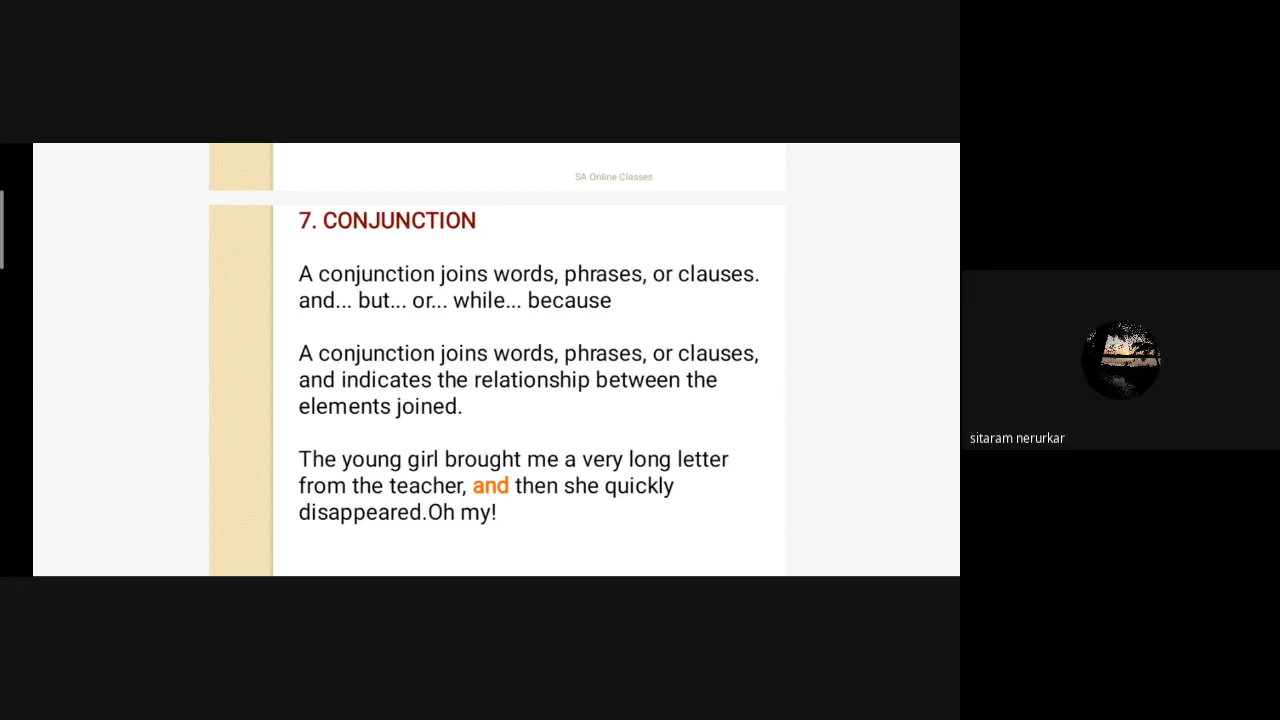 SA Online Classes
7. CONJUNCTION
A conjunction joins words, phrases, or clauses.
and... but... or... while... because
A conjunction joins words, phrases, or clauses,
and indicates the relationship between the
elements joined.
The young girl brought me a very long letter
from the teacher, and then she quickly
disappeared.Oh my!
sitaram nerurkar